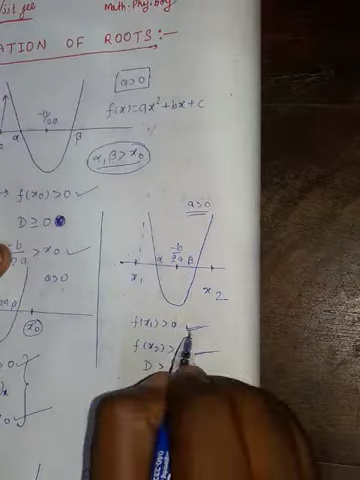 Math.Phy.boy
ATION OF ROOTS:-
a>0
f(x)=ax²+bx+c
-b/2a
α β
α,β > x₀
f(x₀) > 0 ✓
D ≥ 0
-b/2a > x₀ ✓
a>0
β
x₀
a>0
-b/2a
α β
x₁ x₂
f(x₁) > 0
f(x₂) >
D ≥